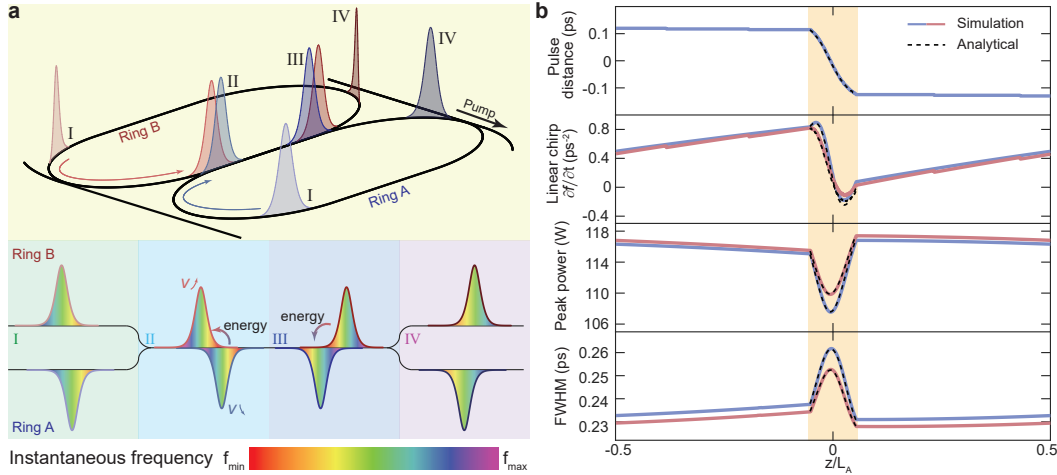 a
IV
IV
III
II
I
I
Pump
Ring B
Ring A
Ring B
Ring A
I
II
III
IV
V
V
energy
energy
Instantaneous frequency
f_min
f_max
b
Simulation
Analytical
Pulse
distance (ps)
0.1
0
-0.1
Linear chirp
∂f/∂t (ps⁻²)
0.8
0.4
0
-0.4
Peak power (W)
118
114
110
106
FWHM (ps)
0.26
0.25
0.24
0.23
-0.5
0
0.5
z/L_A